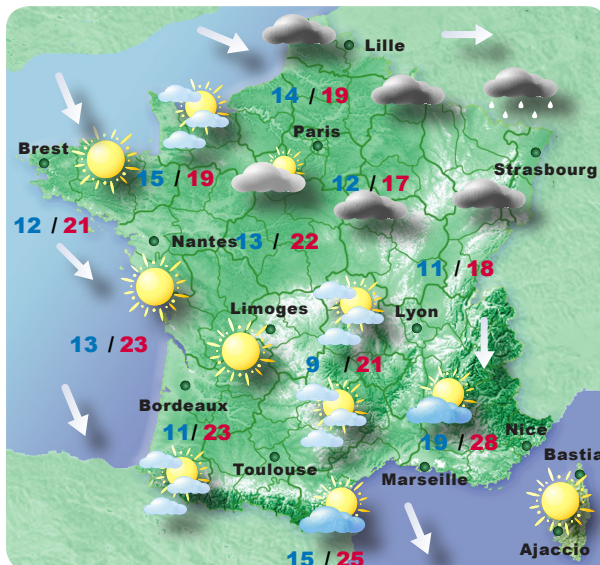 Lille
14 / 19
Paris
Brest
Strasbourg
15 / 19
12 / 17
12 / 21
Nantes
13 / 22
11 / 18
Limoges
Lyon
13 / 23
9 / 21
Bordeaux
11 / 23
19 / 28
Nice
Toulouse
Bastia
Marseille
Ajaccio
15 / 25